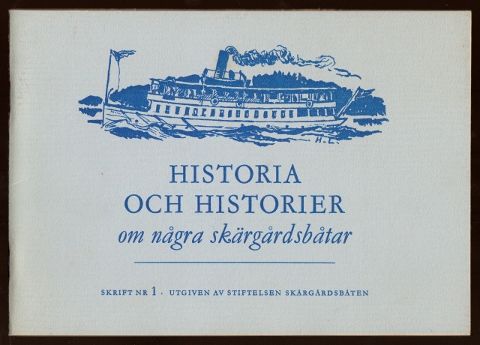 H.L.
HISTORIA
OCH HISTORIER
om några skärgårdsbåtar
SKRIFT NR 1. UTGIVEN AV STIFTELSEN SKÄRGÅRDSBÅTEN